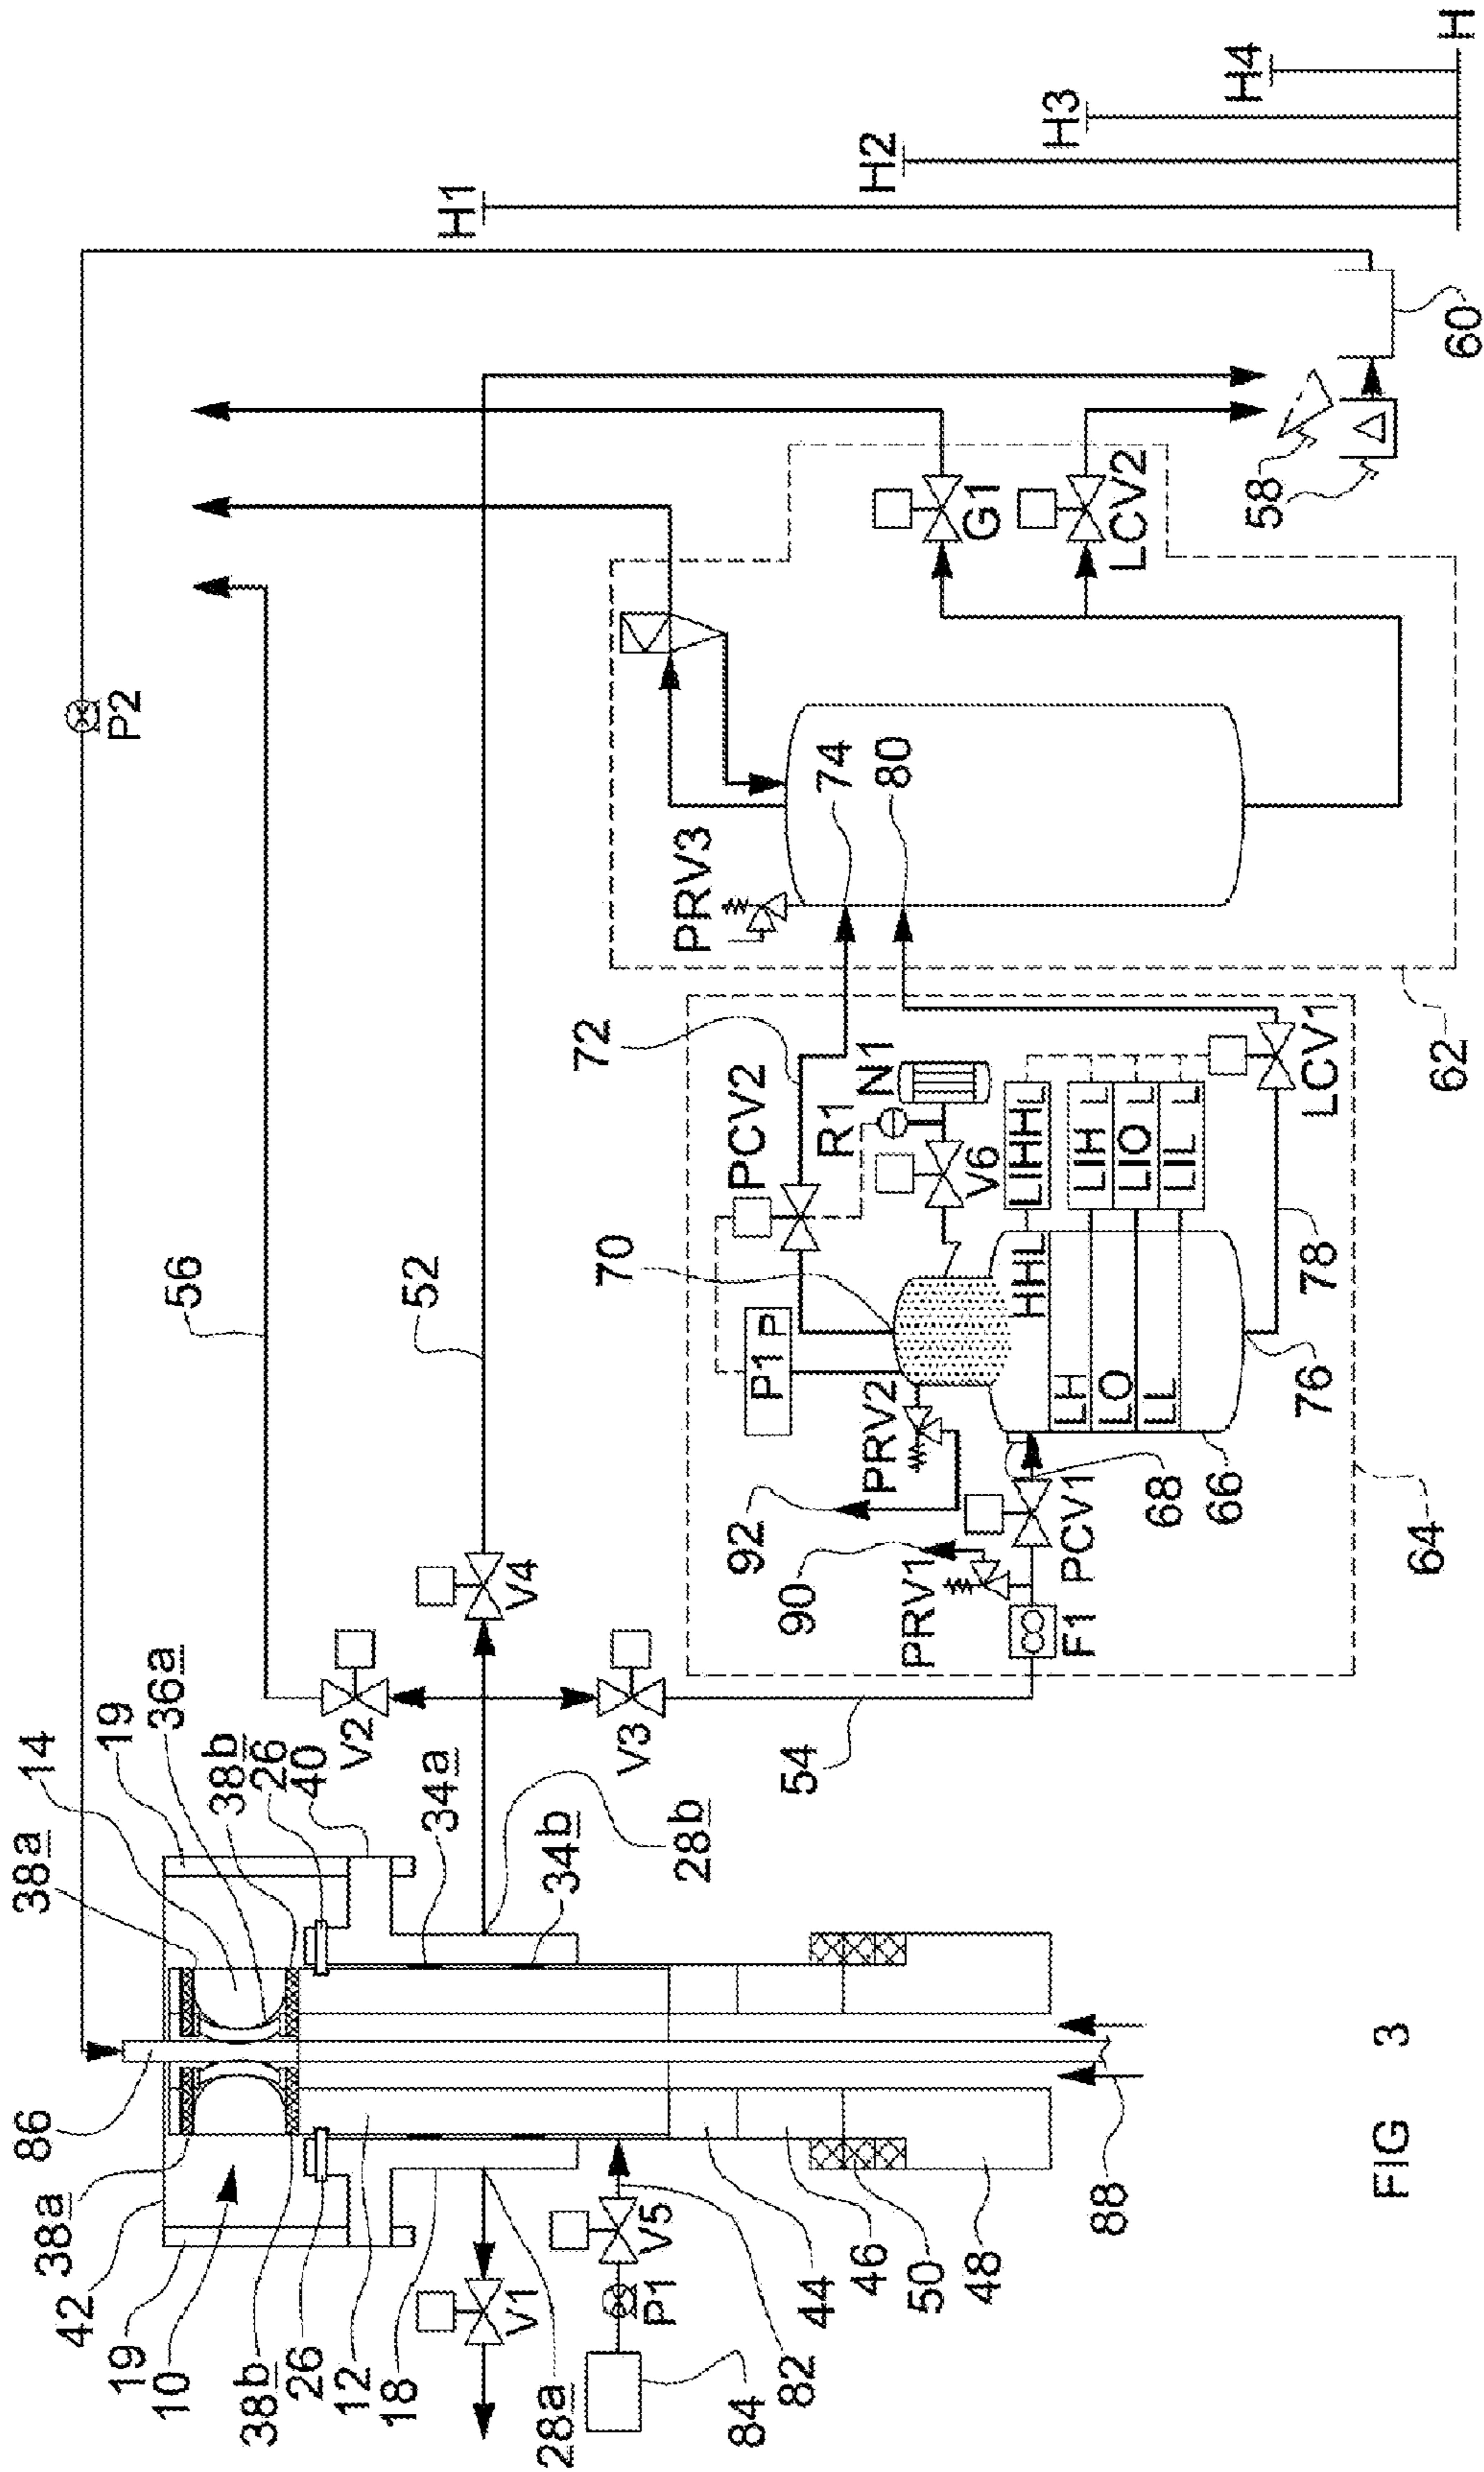 H1
H2
H3
H4
H
P2
56
52
V4
V2
V3
54
14
19
36a
38b
26
40
38a
34a
34b
28b
86
42
38a
19
10
38b
26
12
18
28a
V1
V5
P1
84
82
44
46
50
48
88
60
58
G1
LCV2
PRV3
74
80
62
72
PCV2
R1
N1
V6
70
P1 P
PRV2
92
90
PRV1
F1
PCV1
68
66
64
HHL
LH
LO
LL
LIHHL
LIH L
LIO L
LIL L
LCV1
78
76
FIG 3